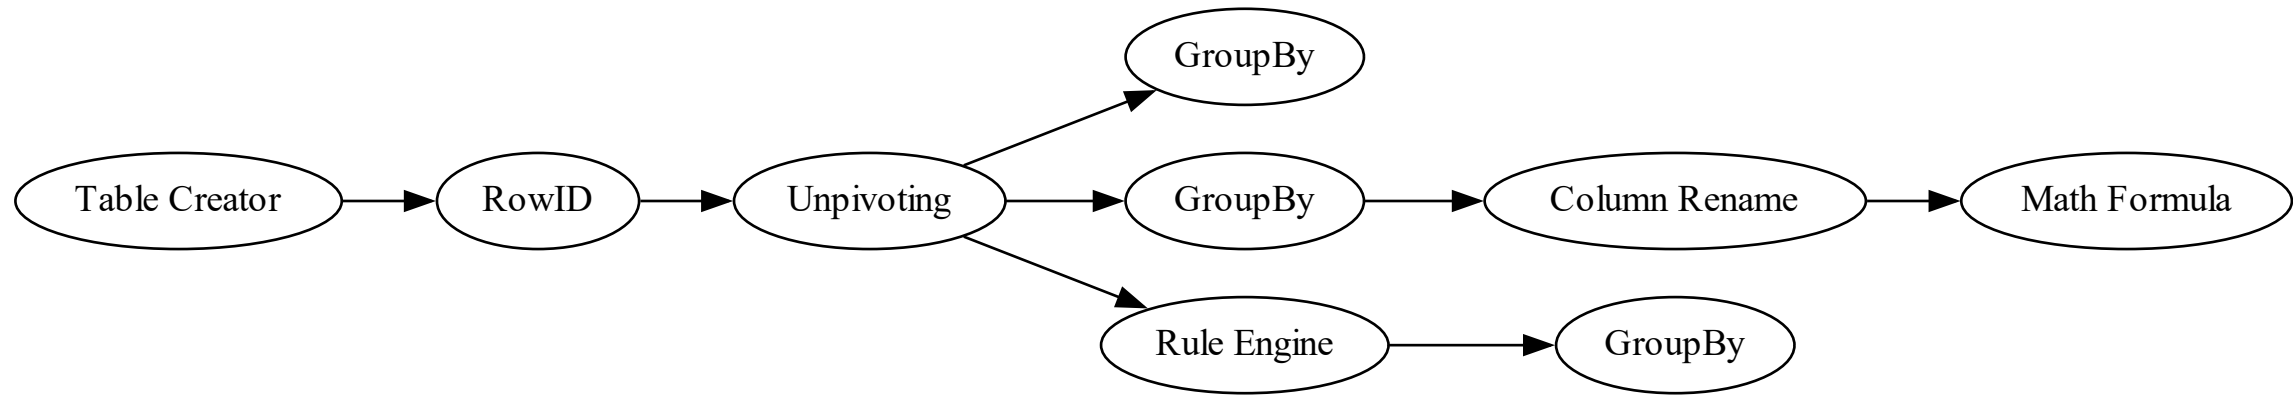 GroupBy
Table Creator
RowID
Unpivoting
GroupBy
Column Rename
Math Formula
Rule Engine
GroupBy